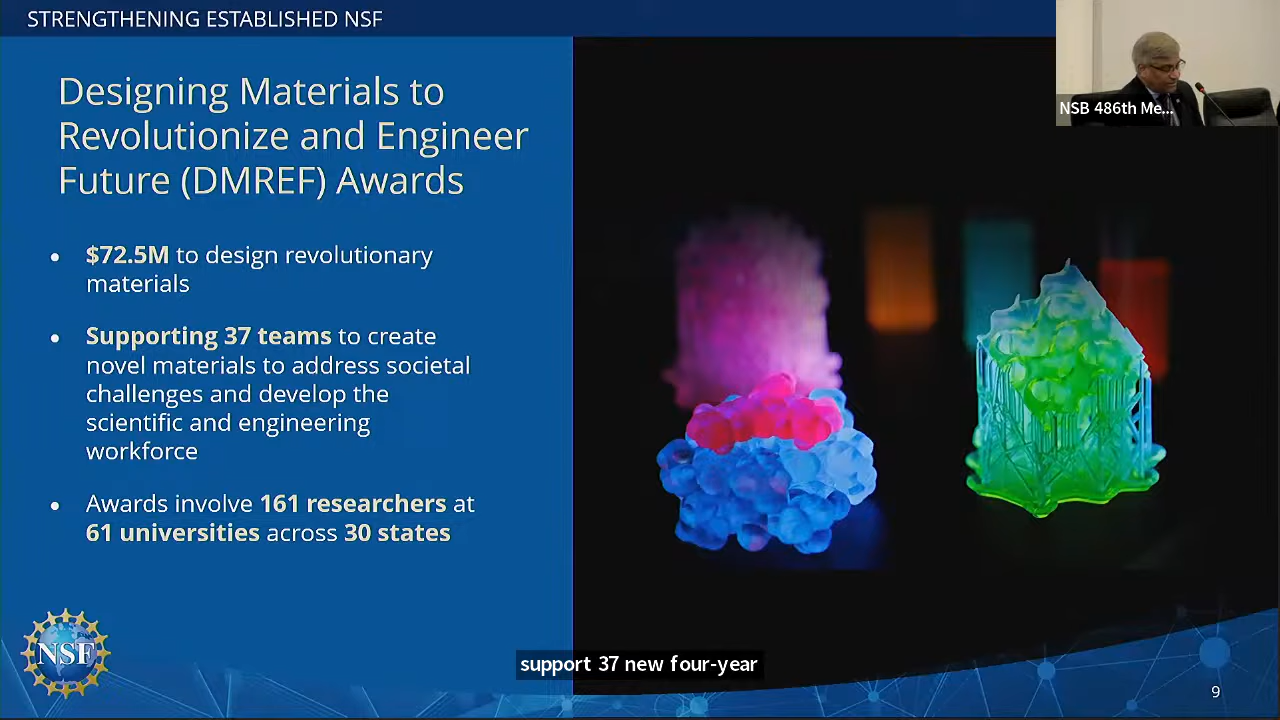 STRENGTHENING ESTABLISHED NSF
NSB 486th Me...
Designing Materials to
Revolutionize and Engineer
Future (DMREF) Awards
• $72.5M to design revolutionary
materials
• Supporting 37 teams to create
novel materials to address societal
challenges and develop the
scientific and engineering
workforce
• Awards involve 161 researchers at
61 universities across 30 states
NSF
support 37 new four-year
9